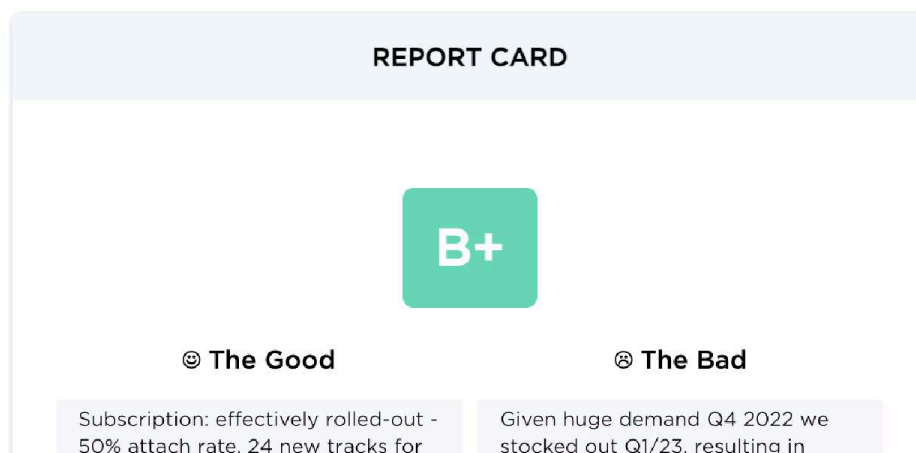 REPORT CARD
B+
☺ The Good
☹ The Bad
Subscription: effectively rolled-out -
50% attach rate, 24 new tracks for
Given huge demand Q4 2022 we
stocked out Q1/23, resulting in